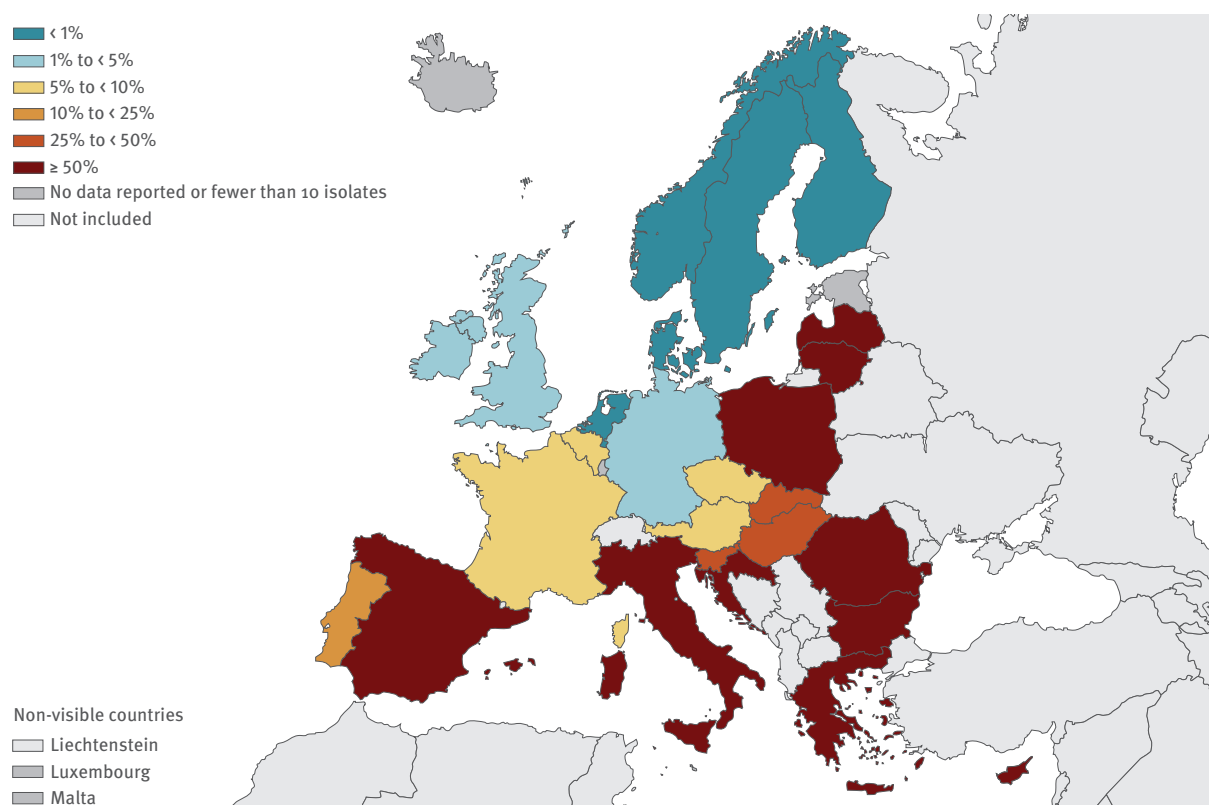 < 1%
1% to < 5%
5% to < 10%
10% to < 25%
25% to < 50%
≥ 50%
No data reported or fewer than 10 isolates
Not included
Non-visible countries
Liechtenstein
Luxembourg
Malta